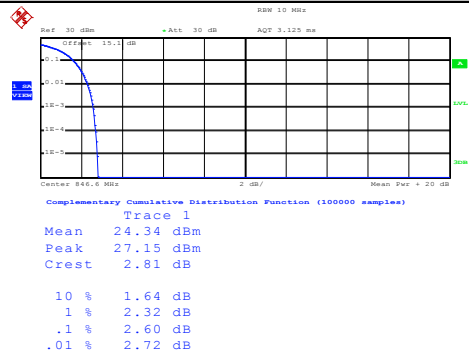 RBW 10 MHz
Ref 30 dBm
Att 30 dB
AQT 3.125 ms
Offset 15.1 dB
0.1
A
0.01
1 SA
VIEW
1E-3
LVL
1E-4
1E-5
3DB
Center 846.6 MHz
2 dB/
Mean Pwr + 20 dB
Complementary Cumulative Distribution Function (100000 samples)
Trace 1
Mean 24.34 dBm
Peak 27.15 dBm
Crest 2.81 dB
10 % 1.64 dB
1 % 2.32 dB
.1 % 2.60 dB
.01 % 2.72 dB